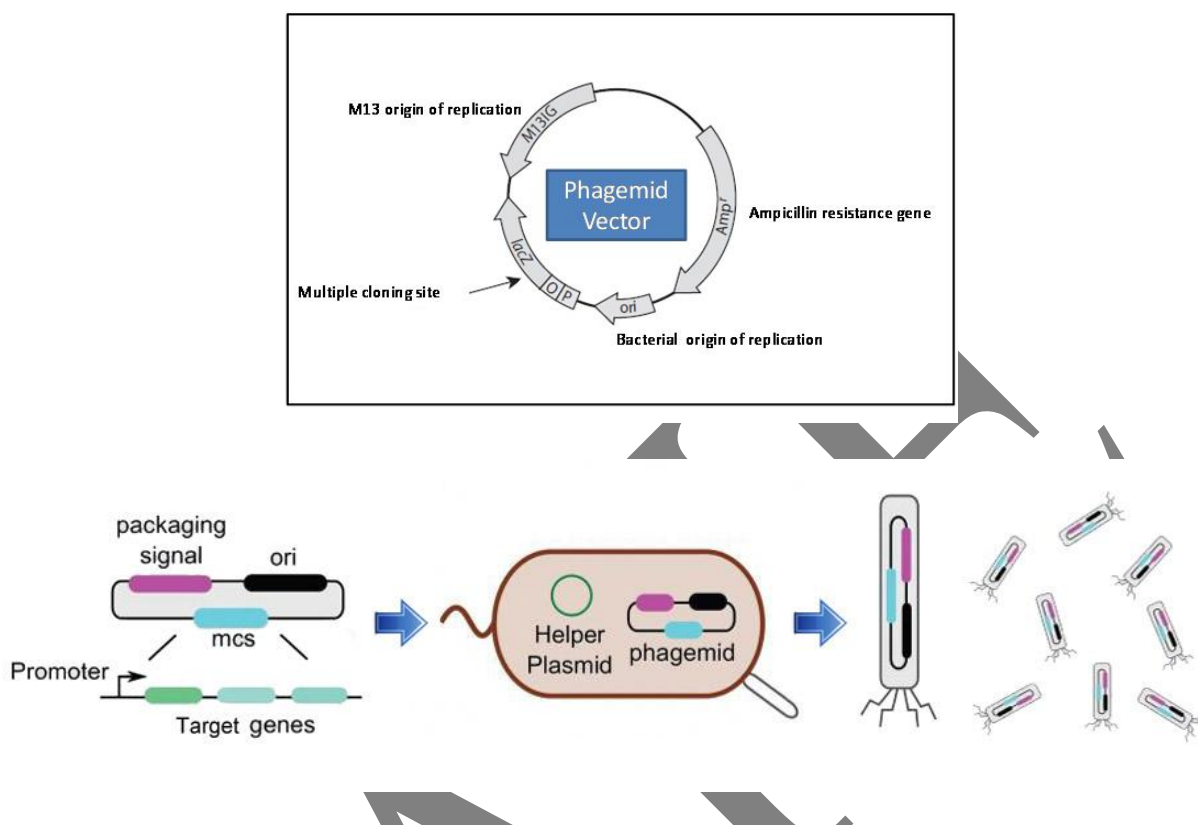 M13 origin of replication
M13IG
Phagemid
Vector
Amp^r
Ampicillin resistance gene
lacZ
Multiple cloning site
O P
ori
Bacterial origin of replication
packaging
signal
ori
mcs
Promoter
Target genes
Helper
Plasmid
phagemid